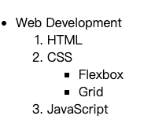 • Web Development
1. HTML
2. CSS
▪ Flexbox
▪ Grid
3. JavaScript